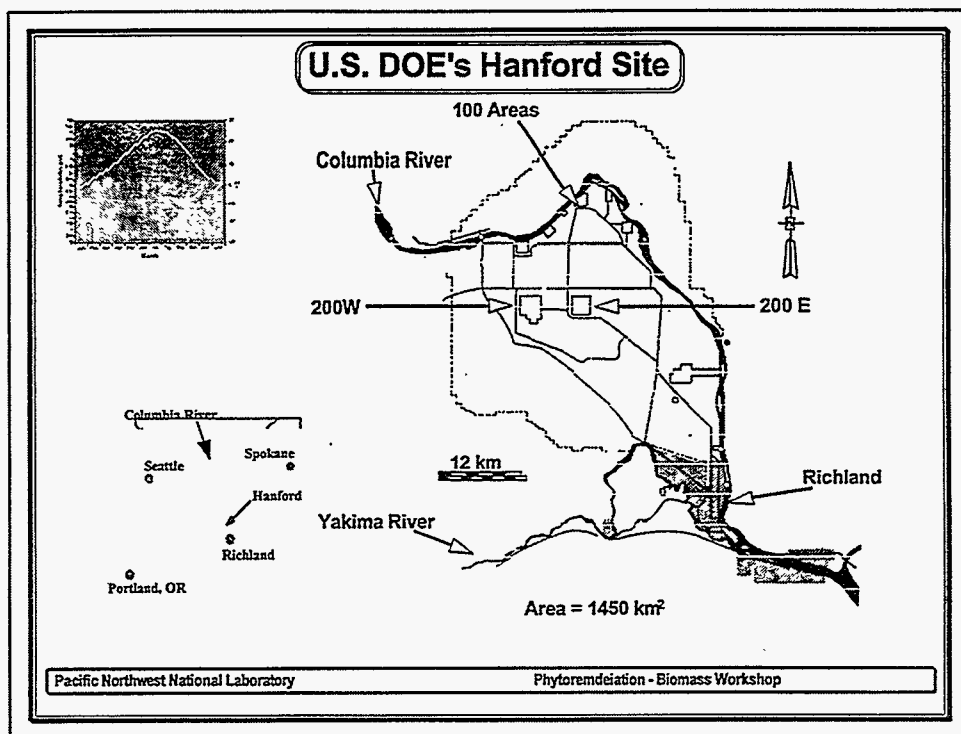 U.S. DOE's Hanford Site
100 Areas
Columbia River
200W
200 E
Columbia River
Seattle
Spokane
12 km
Hanford
Richland
Richland
Yakima River
Portland, OR
Area = 1450 km²
Pacific Northwest National Laboratory
Phytoremdeiation - Biomass Workshop